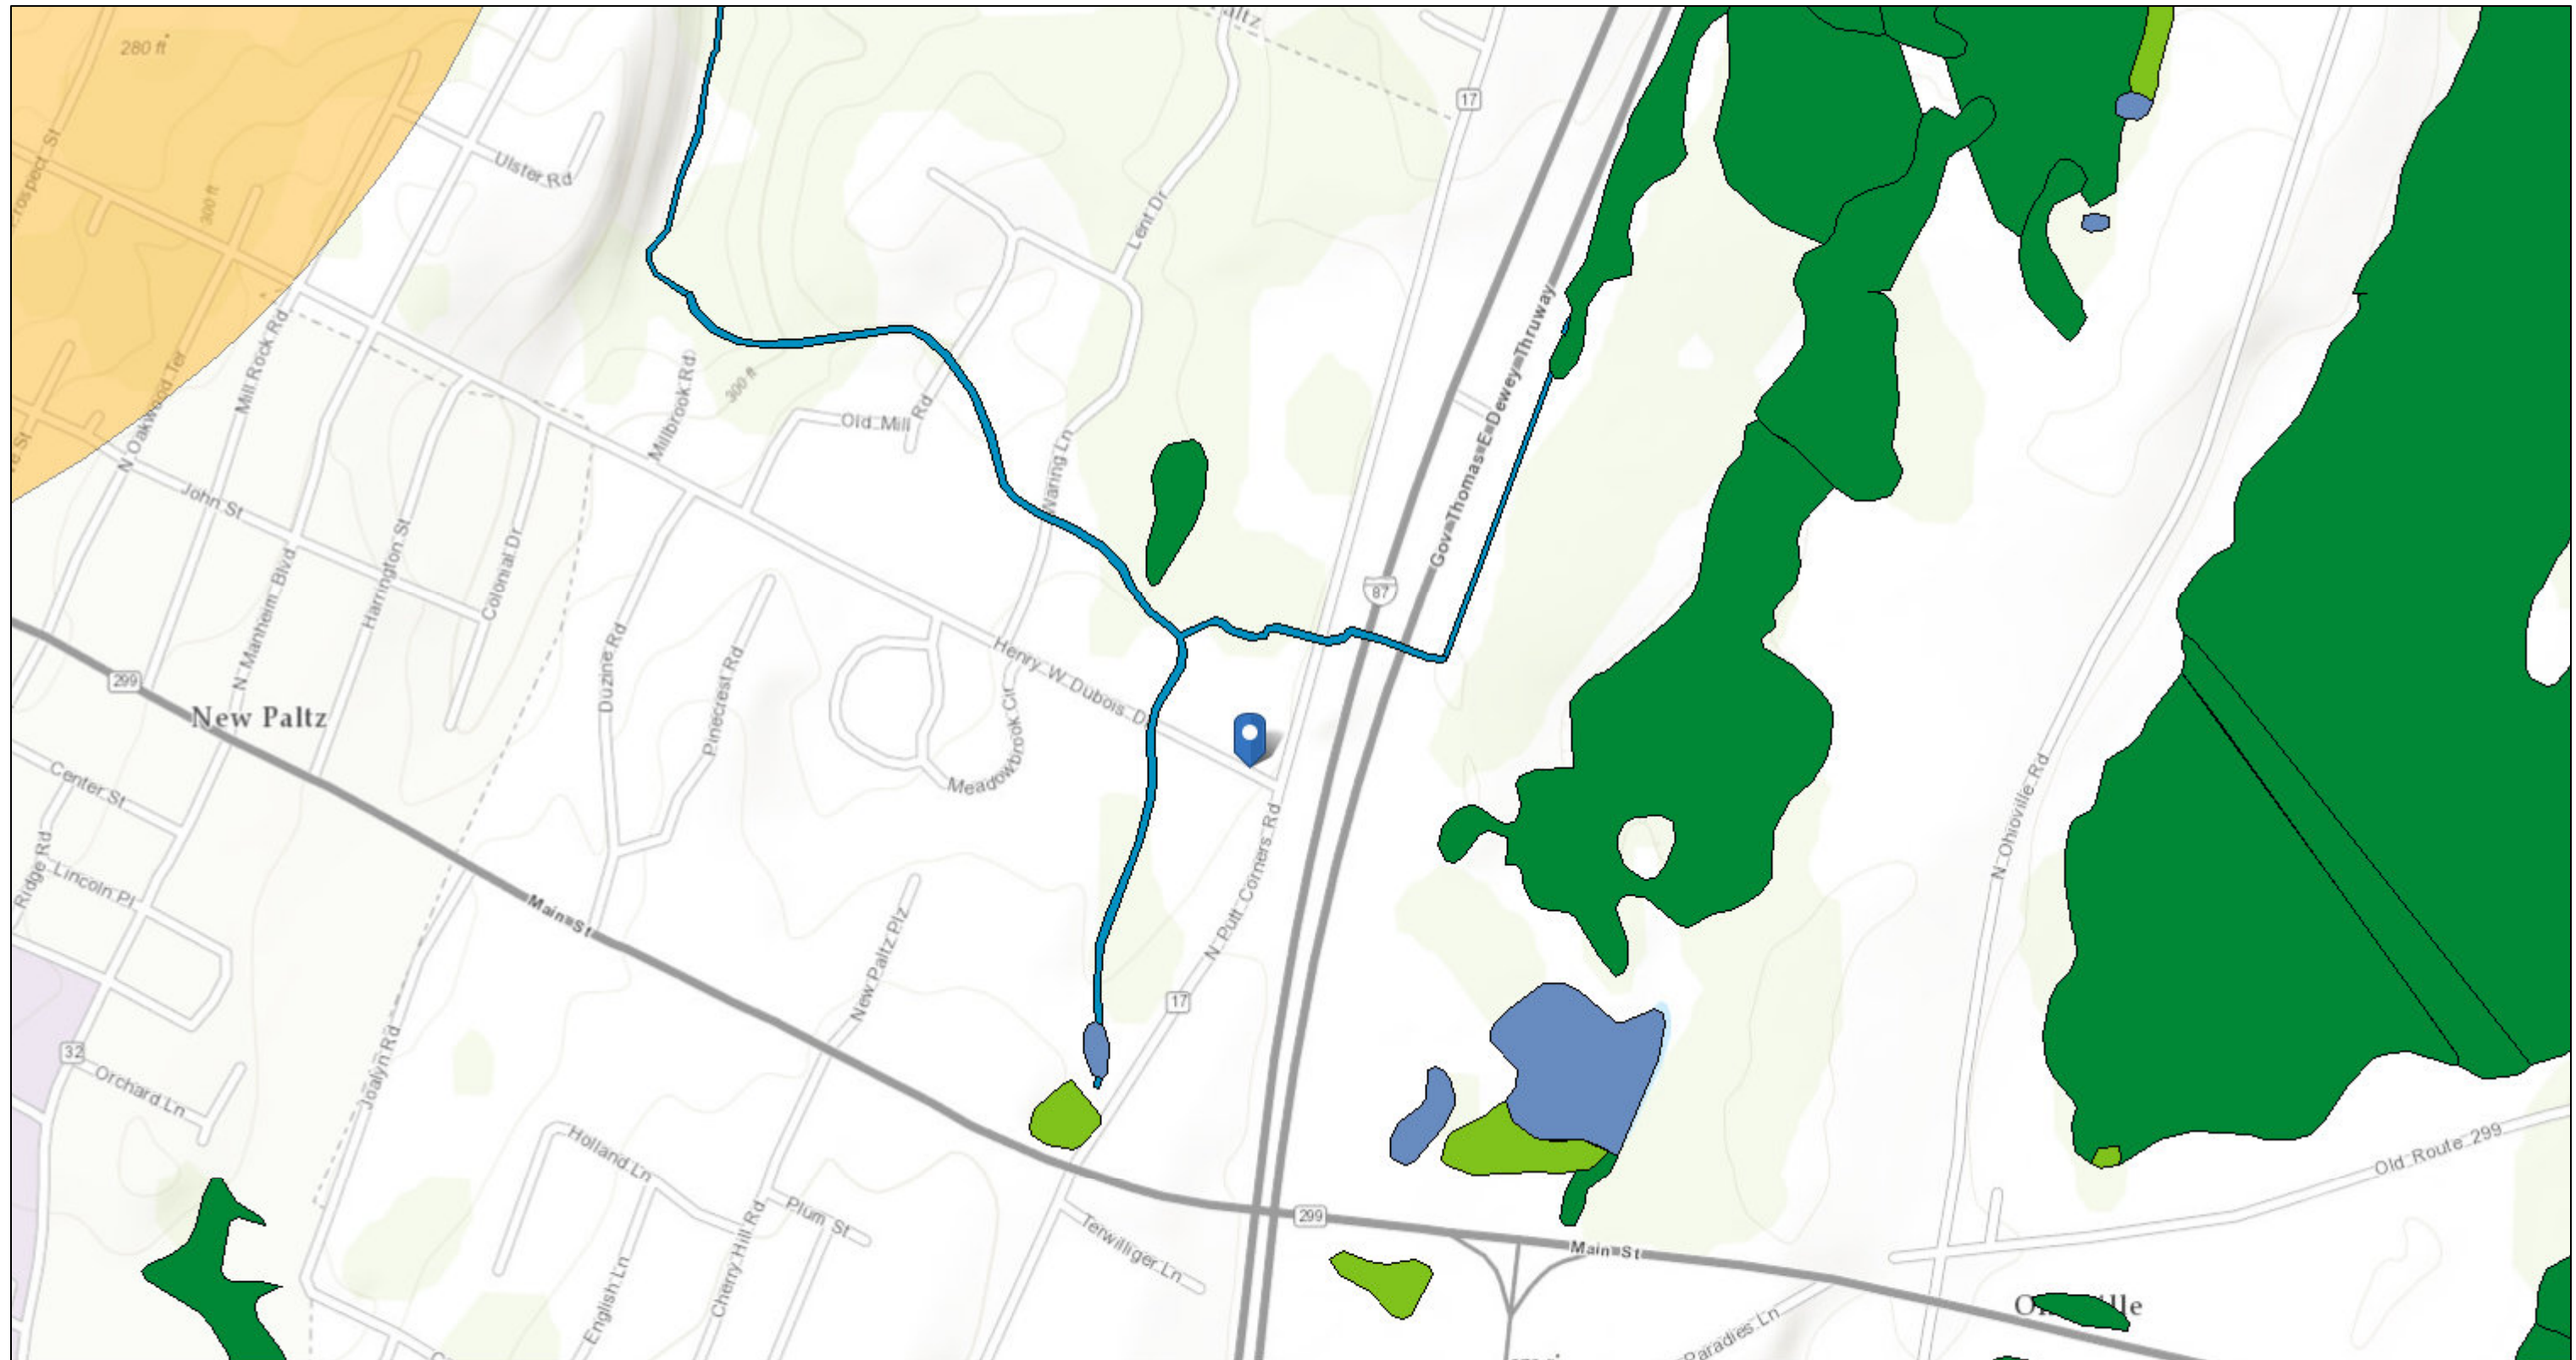 280 ft
17
Ulster Rd
300 ft
Lent Dr
Mill Rock Rd
N Oakwood Ter
Millbrook Rd
300 ft
Old Mill Rd
Gov Thomas E Dewey Thruway
John St
Waring Ln
Harrington St
Colonial Dr
N Manheim Blvd
87
Duzine Rd
Pinecrest Rd
Henry W Dubois D
299
New Paltz
Meadowbrook Cir
Center St
N Ohioville Rd
N Putt Corners Rd
Ridge Rd
Lincoln Pl
Main St
New Paltz Plz
17
32
Joalyn Rd
Orchard Ln
Holland Ln
Old Route 299
Plum St
299
Terwilliger Ln
Main St
Cherry Hill Rd
English Ln
Paradies Ln